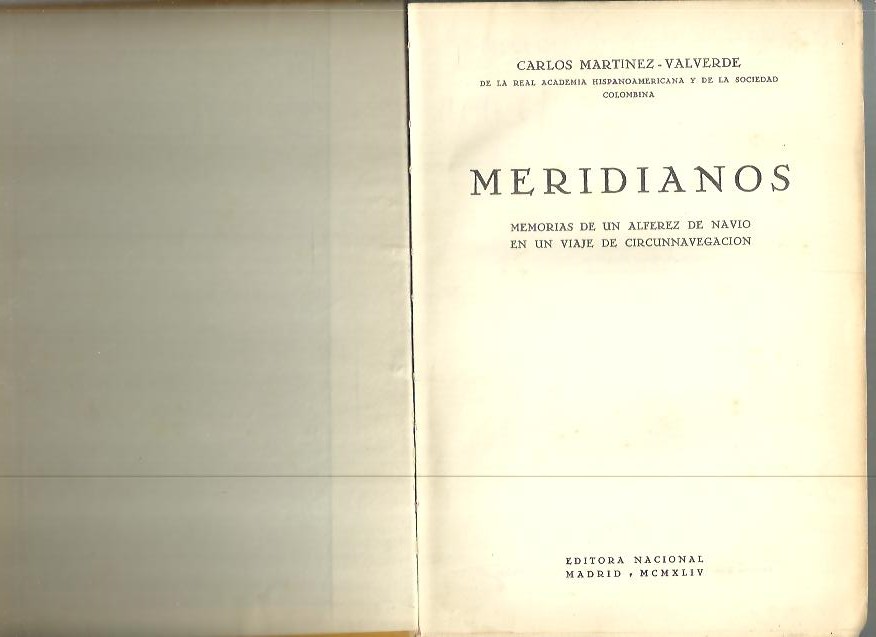 CARLOS MARTINEZ-VALVERDE
DE LA REAL ACADEMIA HISPANOAMERICANA Y DE LA SOCIEDAD
COLOMBINA
MERIDIANOS
MEMORIAS DE UN ALFEREZ DE NAVIO
EN UN VIAJE DE CIRCUNNAVEGACION
EDITORA NACIONAL
MADRID, MCMXLIV